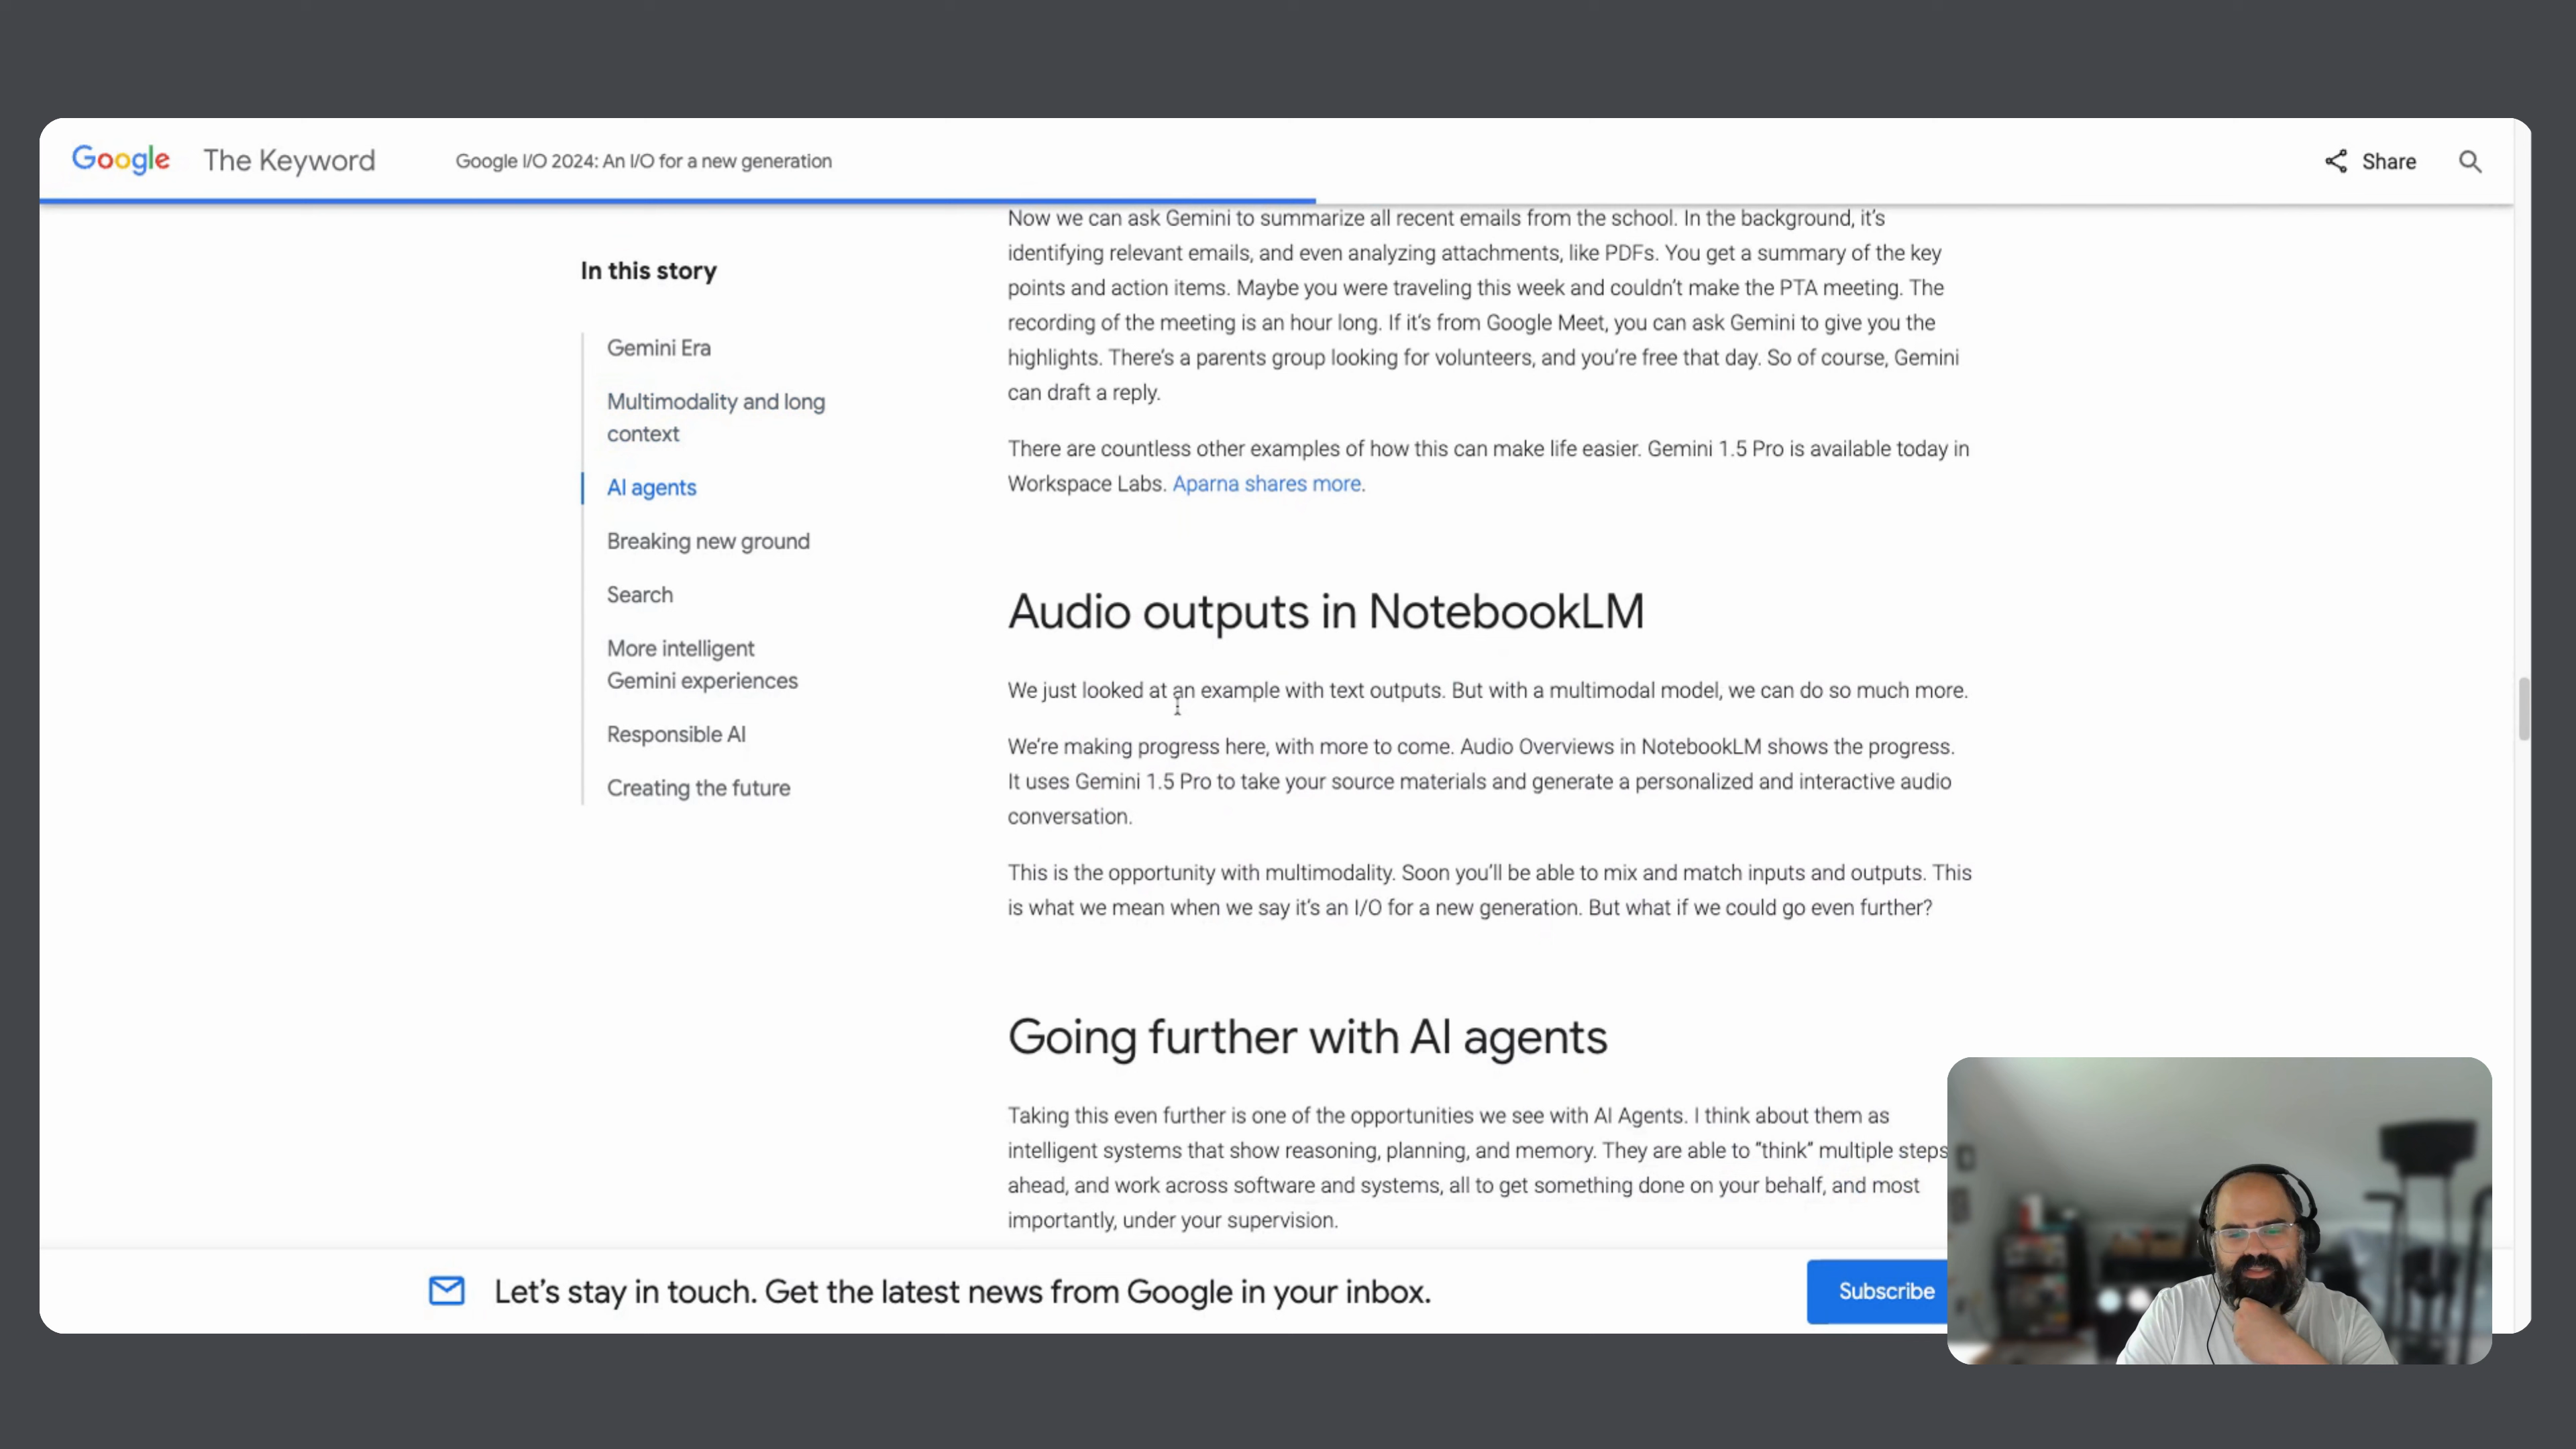 Google The Keyword Google I/O 2024: An I/O for a new generation Share
In this story
Gemini Era
Multimodality and long
context
AI agents
Breaking new ground
Search
More intelligent
Gemini experiences
Responsible AI
Creating the future
Now we can ask Gemini to summarize all recent emails from the school. In the background, it’s
identifying relevant emails, and even analyzing attachments, like PDFs. You get a summary of the key
points and action items. Maybe you were traveling this week and couldn’t make the PTA meeting. The
recording of the meeting is an hour long. If it’s from Google Meet, you can ask Gemini to give you the
highlights. There’s a parents group looking for volunteers, and you’re free that day. So of course, Gemini
can draft a reply.
There are countless other examples of how this can make life easier. Gemini 1.5 Pro is available today in
Workspace Labs. Aparna shares more.
Audio outputs in NotebookLM
We just looked at an example with text outputs. But with a multimodal model, we can do so much more.
We’re making progress here, with more to come. Audio Overviews in NotebookLM shows the progress.
It uses Gemini 1.5 Pro to take your source materials and generate a personalized and interactive audio
conversation.
This is the opportunity with multimodality. Soon you’ll be able to mix and match inputs and outputs. This
is what we mean when we say it’s an I/O for a new generation. But what if we could go even further?
Going further with AI agents
Taking this even further is one of the opportunities we see with AI Agents. I think about them as
intelligent systems that show reasoning, planning, and memory. They are able to “think” multiple steps
ahead, and work across software and systems, all to get something done on your behalf, and most
importantly, under your supervision.
Let’s stay in touch. Get the latest news from Google in your inbox. Subscribe